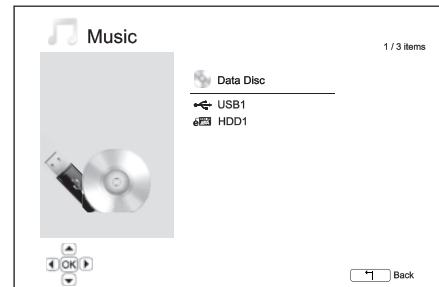 Music
1 / 3 items
Data Disc
USB1
HDD1
OK
Back